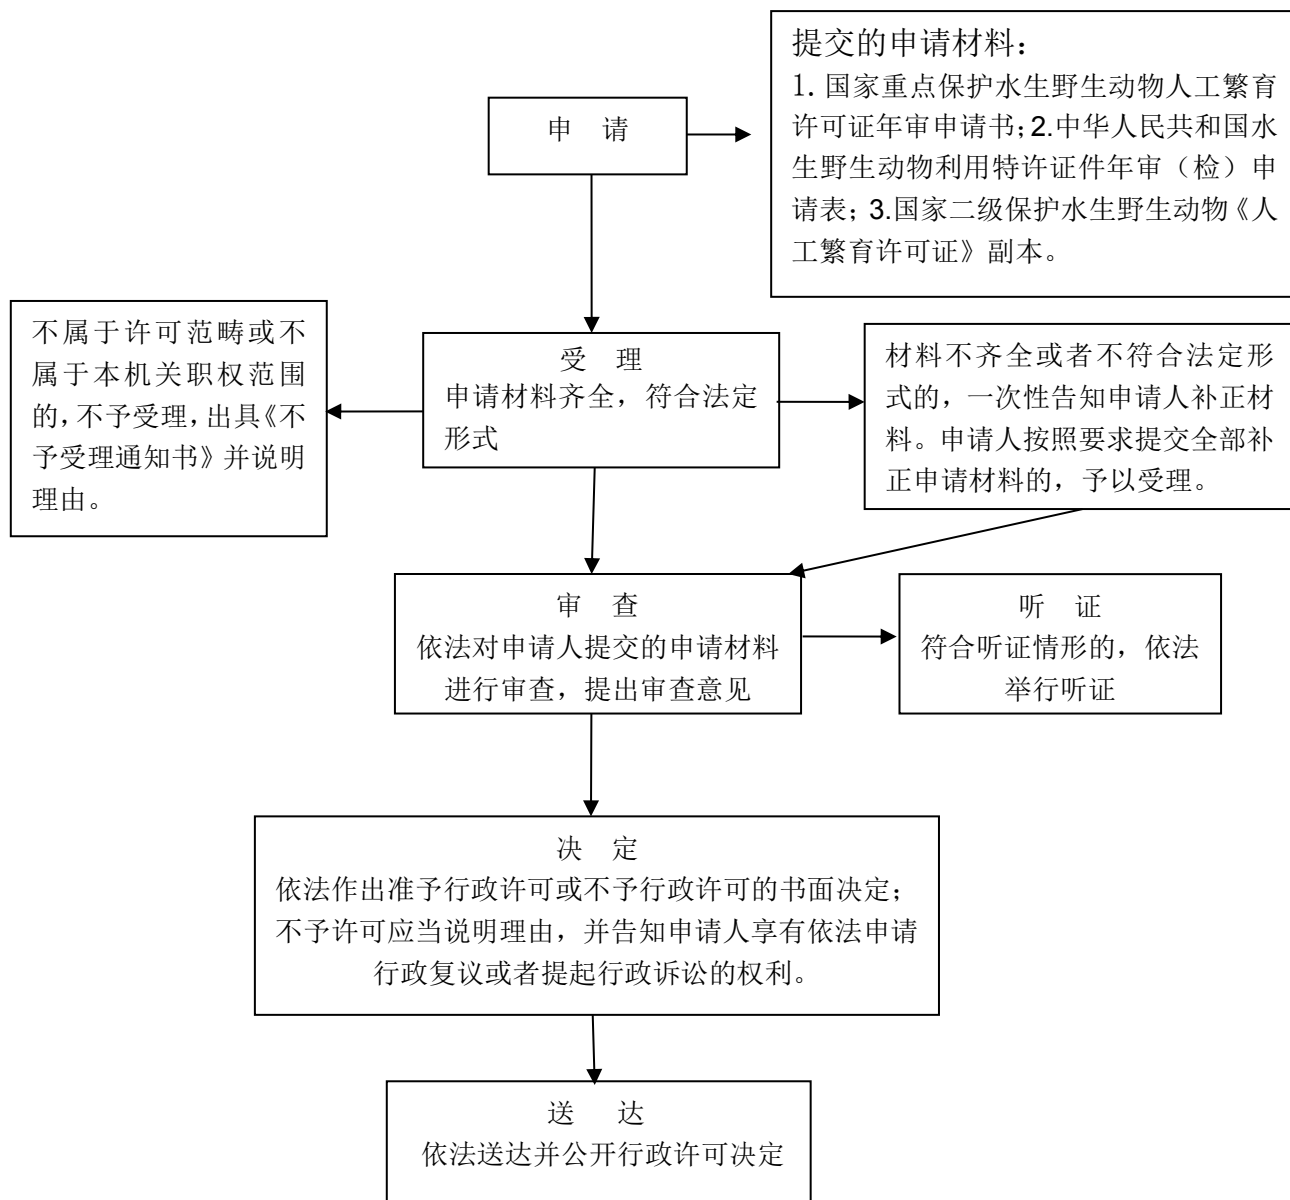 提交的申请材料：
1. 国家重点保护水生野生动物人工繁育
许可证年审申请书；2.中华人民共和国水
生野生动物利用特许证件年审（检）申
请表；3.国家二级保护水生野生动物《人
工繁育许可证》副本。
申 请
不属于许可范畴或不
属于本机关职权范围
的，不予受理，出具《不
予受理通知书》并说明
理由。
受 理
申请材料齐全，符合法定
形式
材料不齐全或者不符合法定形
式的，一次性告知申请人补正材
料。申请人按照要求提交全部补
正申请材料的，予以受理。
审 查
依法对申请人提交的申请材料
进行审查，提出审查意见
听 证
符合听证情形的，依法
举行听证
决 定
依法作出准予行政许可或不予行政许可的书面决定；
不予许可应当说明理由，并告知申请人享有依法申请
行政复议或者提起行政诉讼的权利。
送 达
依法送达并公开行政许可决定